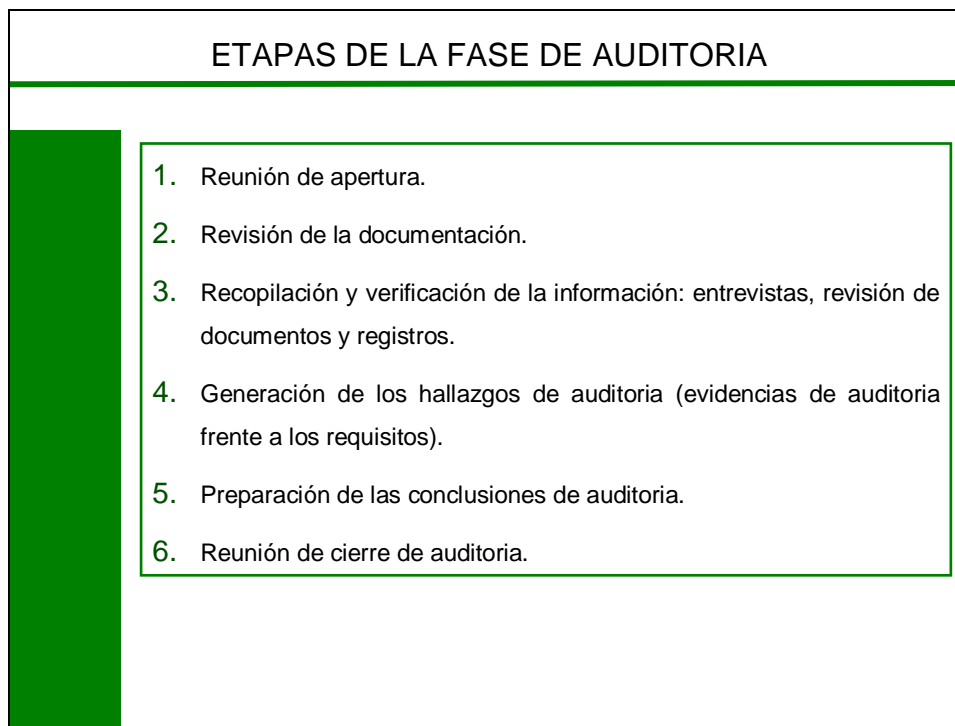 ETAPAS DE LA FASE DE AUDITORIA
1. Reunión de apertura.
2. Revisión de la documentación.
3. Recopilación y verificación de la información: entrevistas, revisión de
documentos y registros.
4. Generación de los hallazgos de auditoria (evidencias de auditoria
frente a los requisitos).
5. Preparación de las conclusiones de auditoria.
6. Reunión de cierre de auditoria.